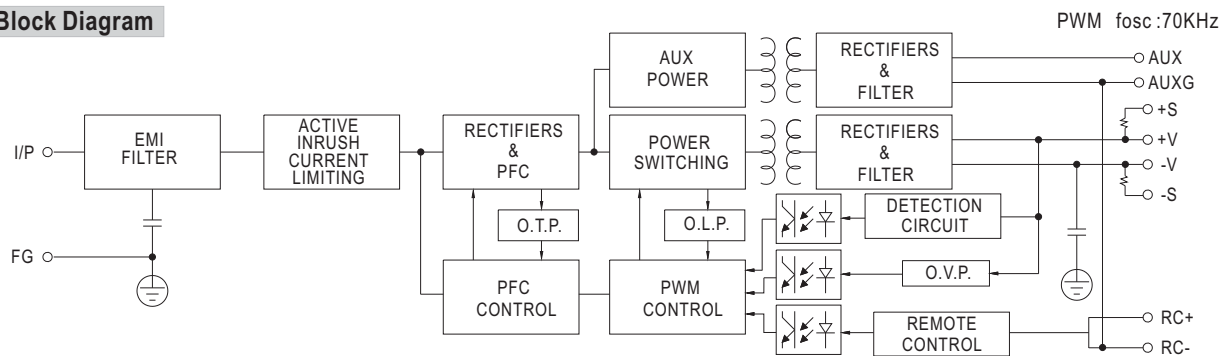 Block Diagram
PWM fosc :70KHz
AUX
POWER
RECTIFIERS
&
FILTER
AUX
AUXG
+S
+V
-V
-S
I/P
EMI
FILTER
ACTIVE
INRUSH
CURRENT
LIMITING
RECTIFIERS
&
PFC
POWER
SWITCHING
RECTIFIERS
&
FILTER
O.T.P.
O.L.P.
DETECTION
CIRCUIT
FG
PFC
CONTROL
PWM
CONTROL
O.V.P.
REMOTE
CONTROL
RC+
RC-